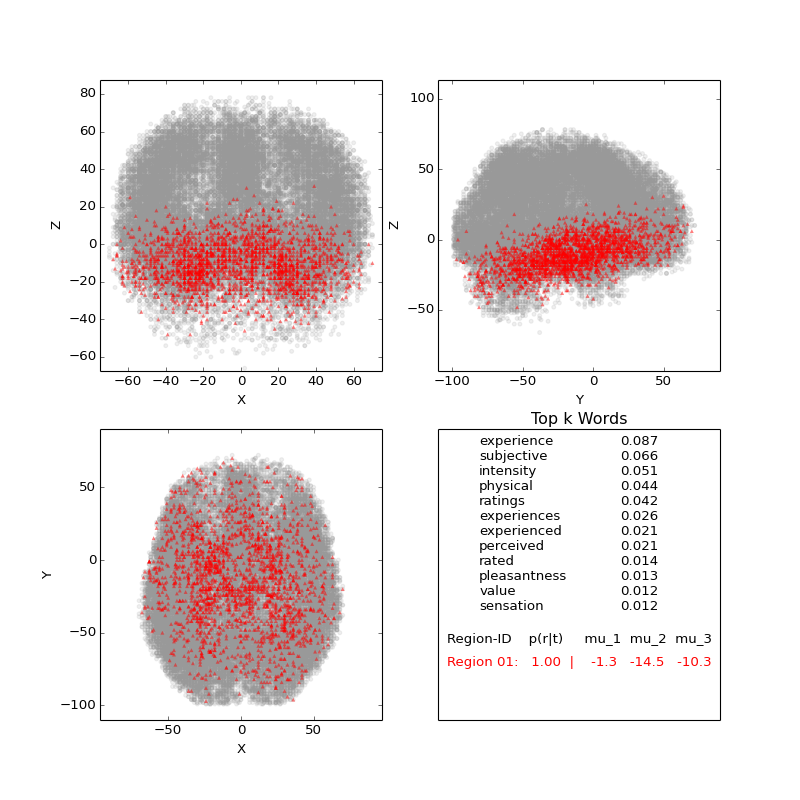 80
60
40
20
0
−20
−40
−60
Z
−60 −40 −20 0 20 40 60
X
100
50
0
−50
Z
−100 −50 0 50
Y
50
0
−50
−100
Y
−50 0 50
X
Top k Words
experience 0.087
subjective 0.066
intensity 0.051
physical 0.044
ratings 0.042
experiences 0.026
experienced 0.021
perceived 0.021
rated 0.014
pleasantness 0.013
value 0.012
sensation 0.012
Region-ID p(r|t) mu_1 mu_2 mu_3
Region 01: 1.00 | -1.3 -14.5 -10.3